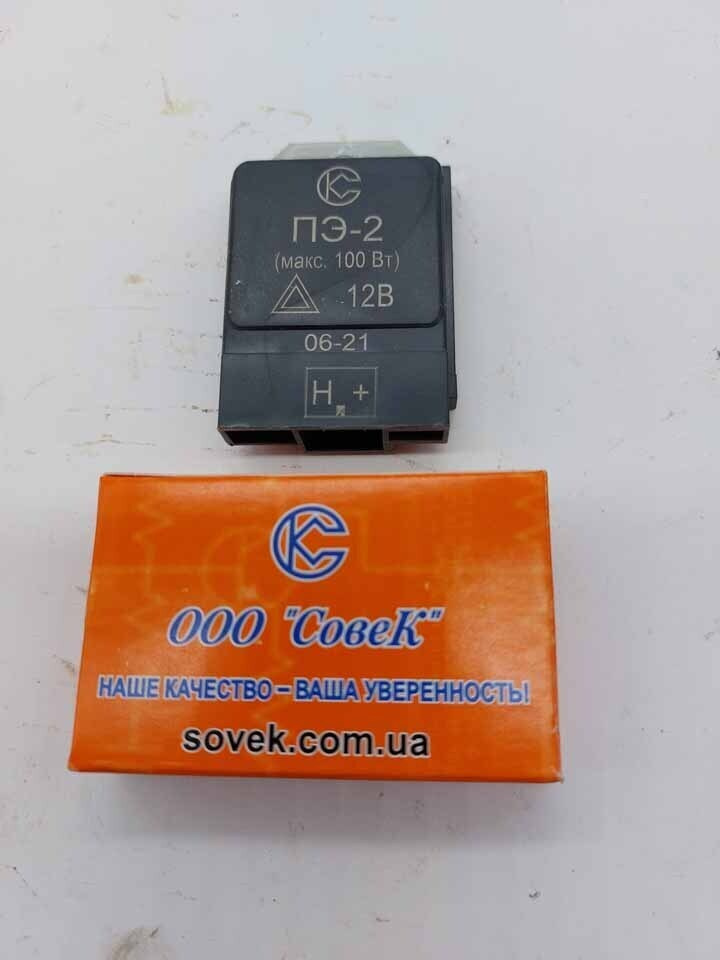 ПЭ-2
(макс. 100 Вт)
12В
06-21
Н +
ООО "СовеК"
НАШЕ КАЧЕСТВО – ВАША УВЕРЕННОСТЬ!
sovek.com.ua